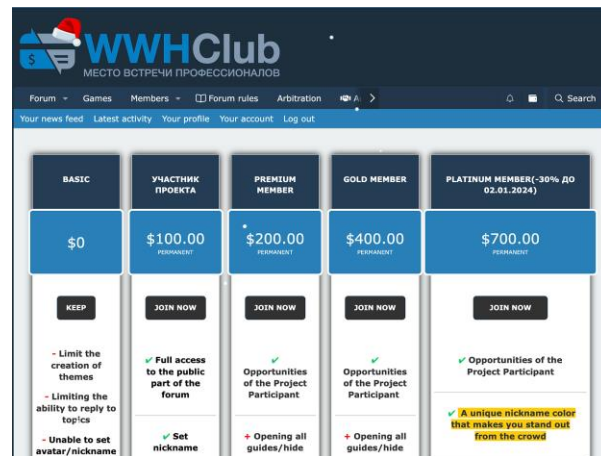 WWHClub
МЕСТО ВСТРЕЧИ ПРОФЕССИОНАЛОВ
Forum Games Members Forum rules Arbitration A Search
Your news feed Latest activity Your profile Your account Log out
BASIC
$0
KEEP
- Limit the
creation of
themes
- Limiting the
ability to reply to
topics
- Unable to set
avatar/nickname
УЧАСТНИК
ПРОЕКТА
$100.00
PERMANENT
JOIN NOW
✔ Full access
to the public
part of the
forum
✔ Set
nickname
PREMIUM
MEMBER
$200.00
PERMANENT
JOIN NOW
✔
Opportunities
of the Project
Participant
+ Opening all
guides/hide
GOLD MEMBER
$400.00
PERMANENT
JOIN NOW
✔
Opportunities
of the Project
Participant
+ Opening all
guides/hide
PLATINUM MEMBER(-30% ДО
02.01.2024)
$700.00
PERMANENT
JOIN NOW
✔ Opportunities of the
Project Participant
✔ A unique nickname color
that makes you stand out
from the crowd